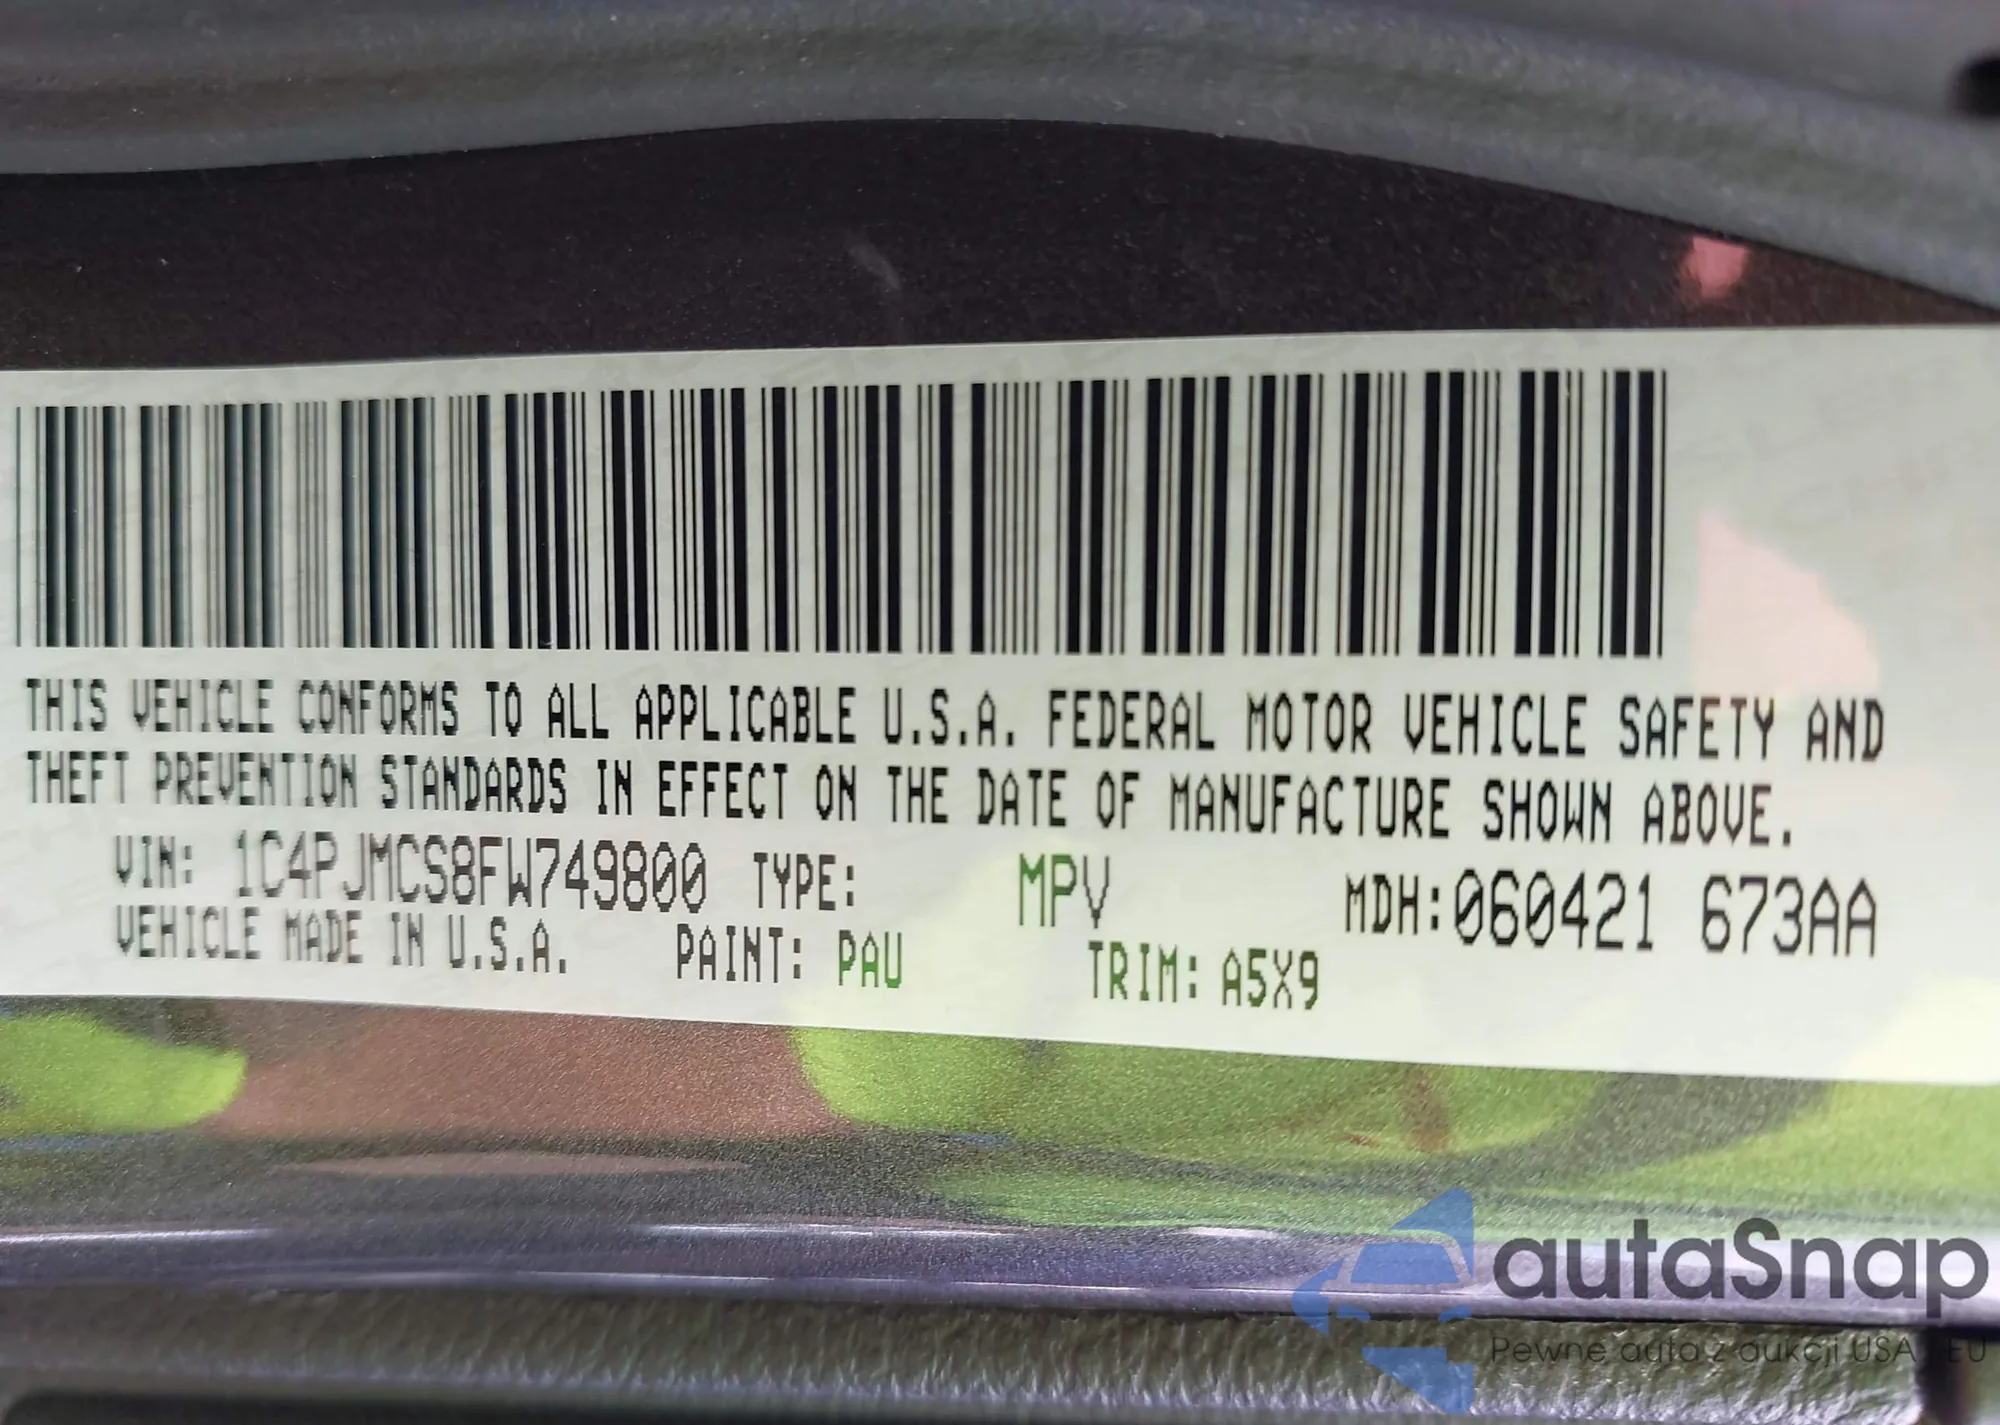 THIS VEHICLE CONFORMS TO ALL APPLICABLE U.S.A. FEDERAL MOTOR VEHICLE SAFETY AND
THEFT PREVENTION STANDARDS IN EFFECT ON THE DATE OF MANUFACTURE SHOWN ABOVE.
VIN: 1C4PJMCS8FW749800 TYPE: MPV MDH:060421 673AA
VEHICLE MADE IN U.S.A. PAINT: PAU TRIM: A5X9
autaSnap
Pewne auta z aukcji USA i EU